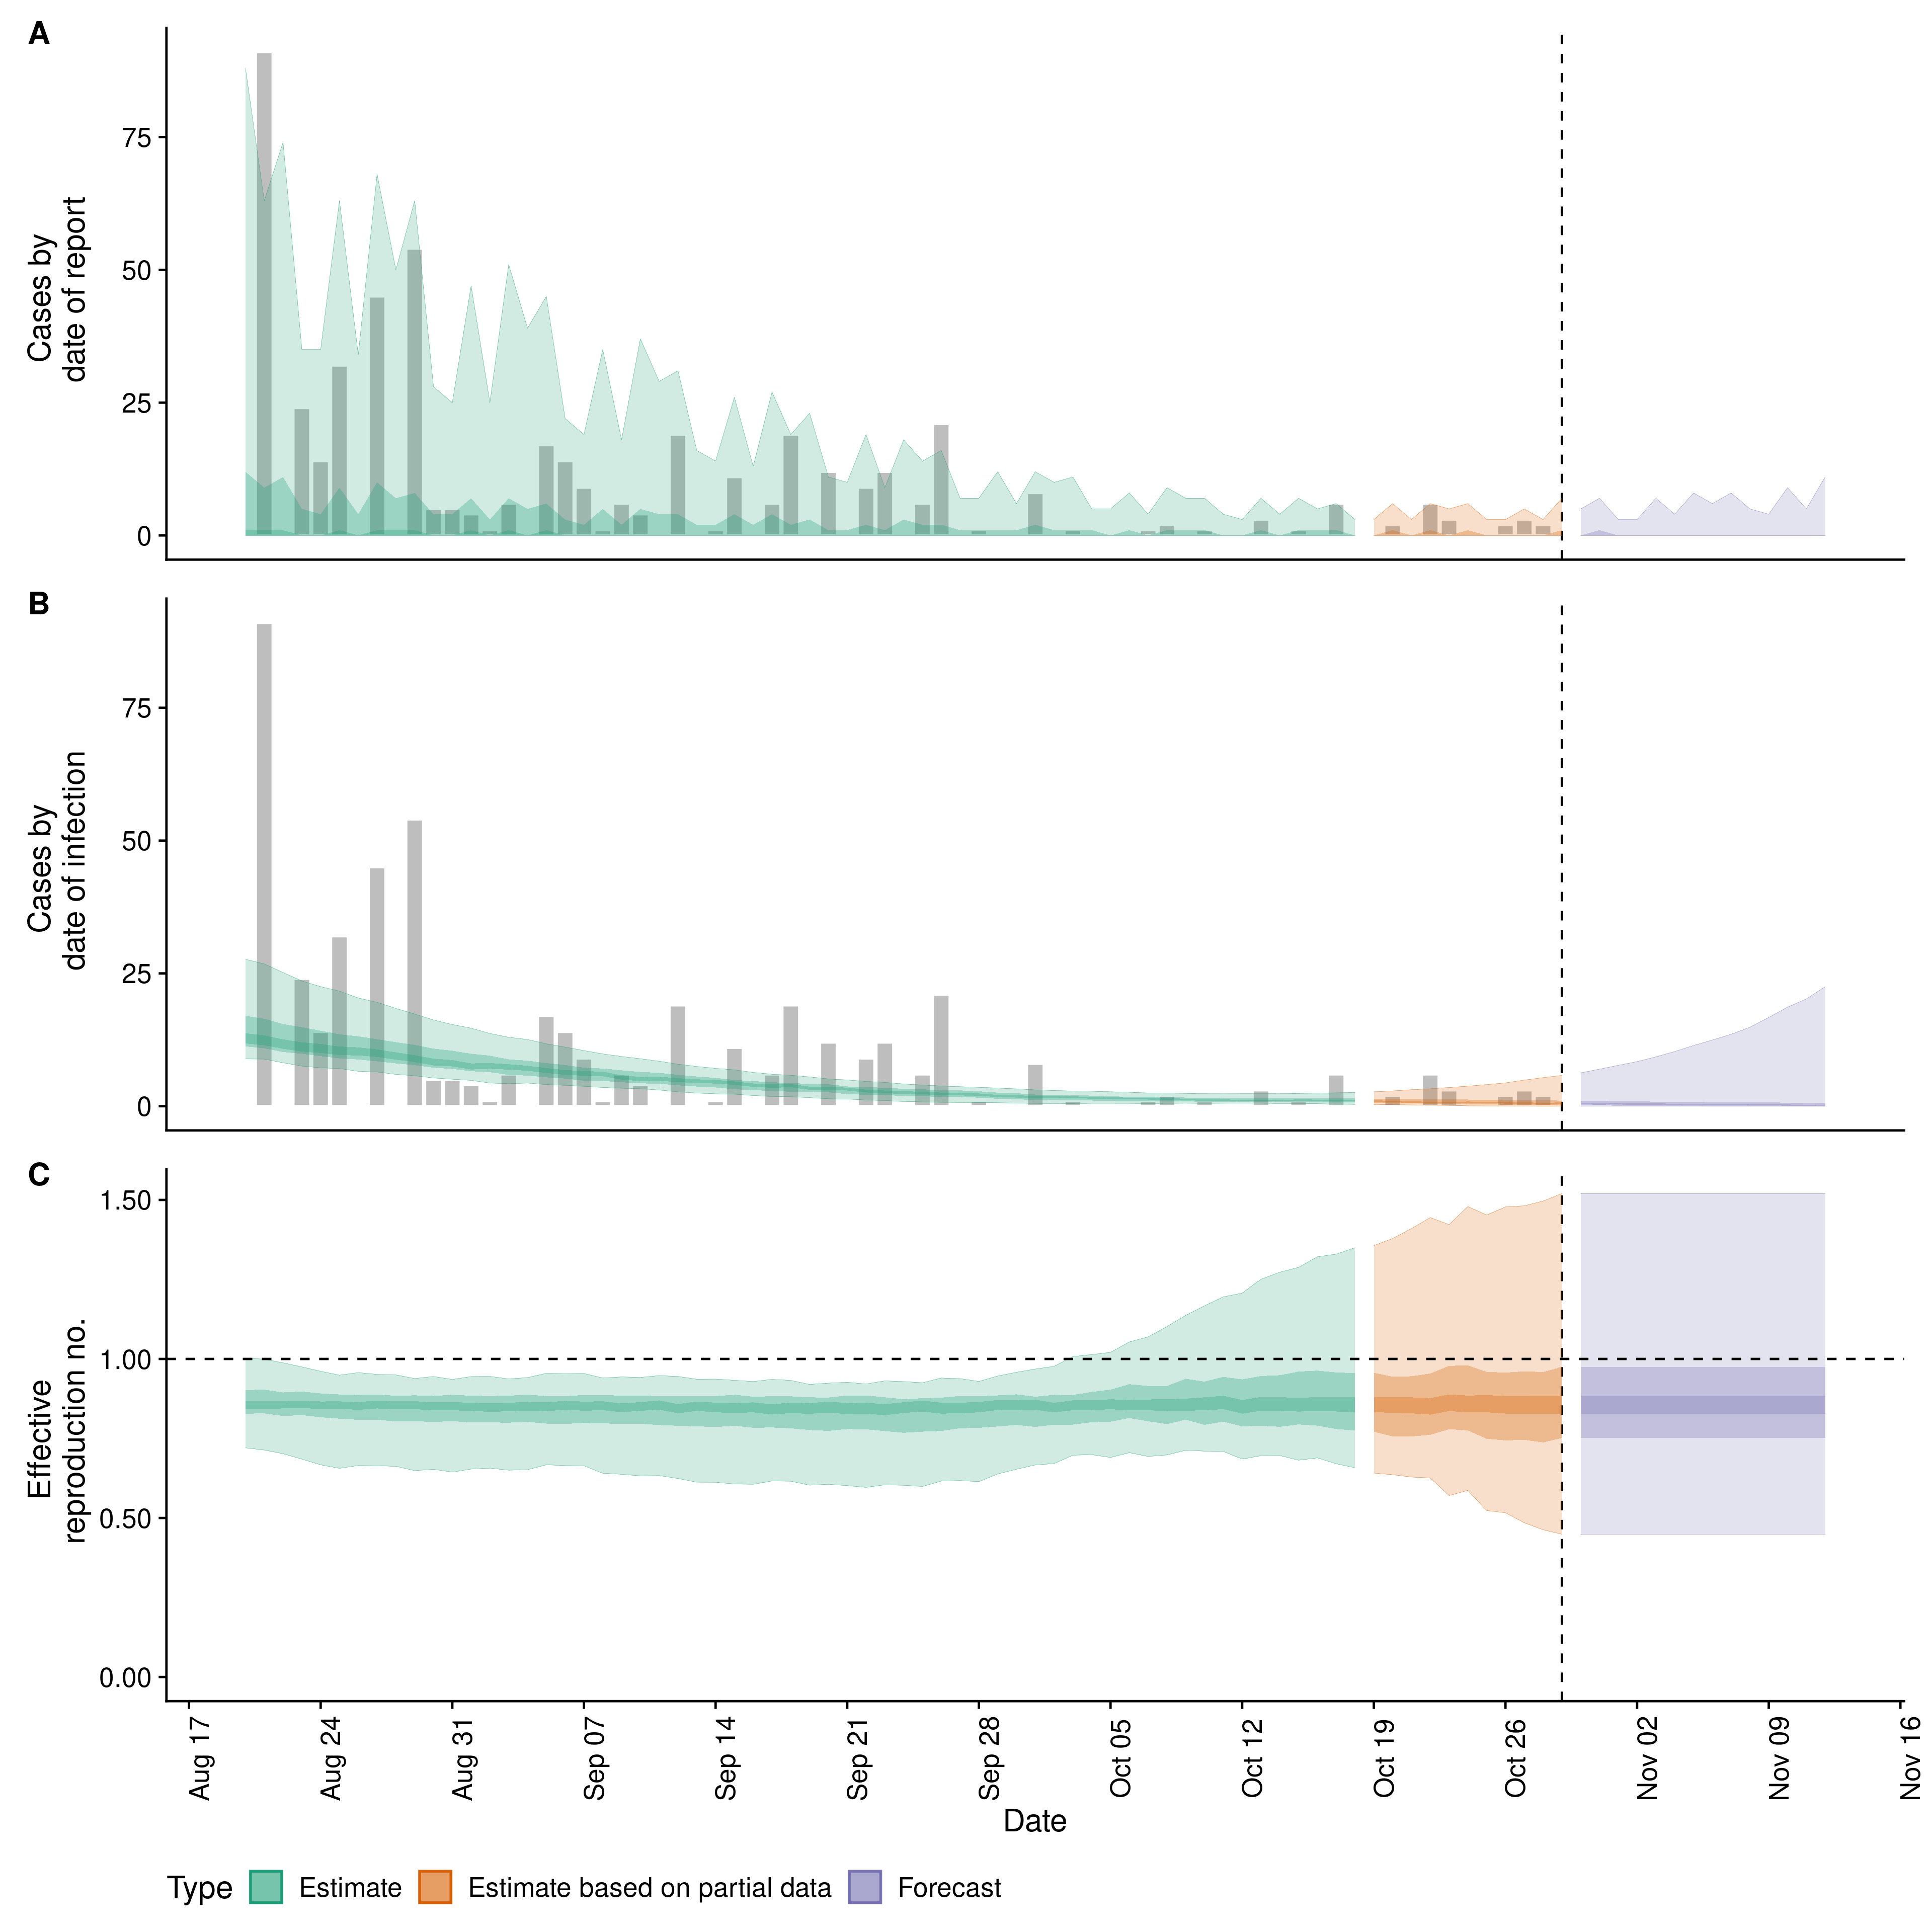 A
Cases by
date of report
75
50
25
0
B
Cases by
date of infection
75
50
25
0
C
Effective
reproduction no.
1.50
1.00
0.50
0.00
Aug 17
Aug 24
Aug 31
Sep 07
Sep 14
Sep 21
Sep 28
Oct 05
Oct 12
Oct 19
Oct 26
Nov 02
Nov 09
Nov 16
Date
Type Estimate Estimate based on partial data Forecast